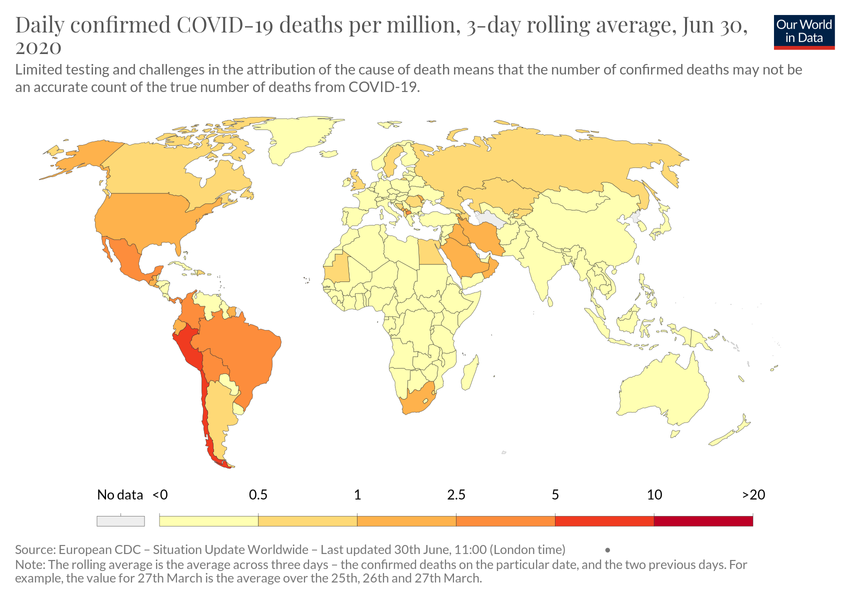 Daily confirmed COVID-19 deaths per million, 3-day rolling average, Jun 30,
2020
Our World
in Data
Limited testing and challenges in the attribution of the cause of death means that the number of confirmed deaths may not be
an accurate count of the true number of deaths from COVID-19.
No data <0 0.5 1 2.5 5 10 >20
Source: European CDC – Situation Update Worldwide – Last updated 30th June, 11:00 (London time) •
Note: The rolling average is the average across three days – the confirmed deaths on the particular date, and the two previous days. For
example, the value for 27th March is the average over the 25th, 26th and 27th March.